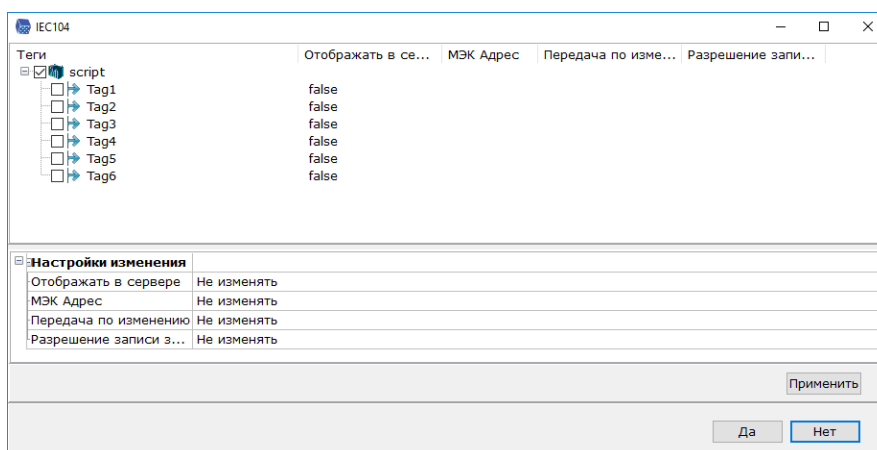 IEC104
Теги Отображать в се... МЭК Адрес Передача по изме... Разрешение запи...
script
Tag1 false
Tag2 false
Tag3 false
Tag4 false
Tag5 false
Tag6 false
Настройки изменения
Отображать в сервере Не изменять
МЭК Адрес Не изменять
Передача по изменению Не изменять
Разрешение записи з... Не изменять
Применить
Да Нет